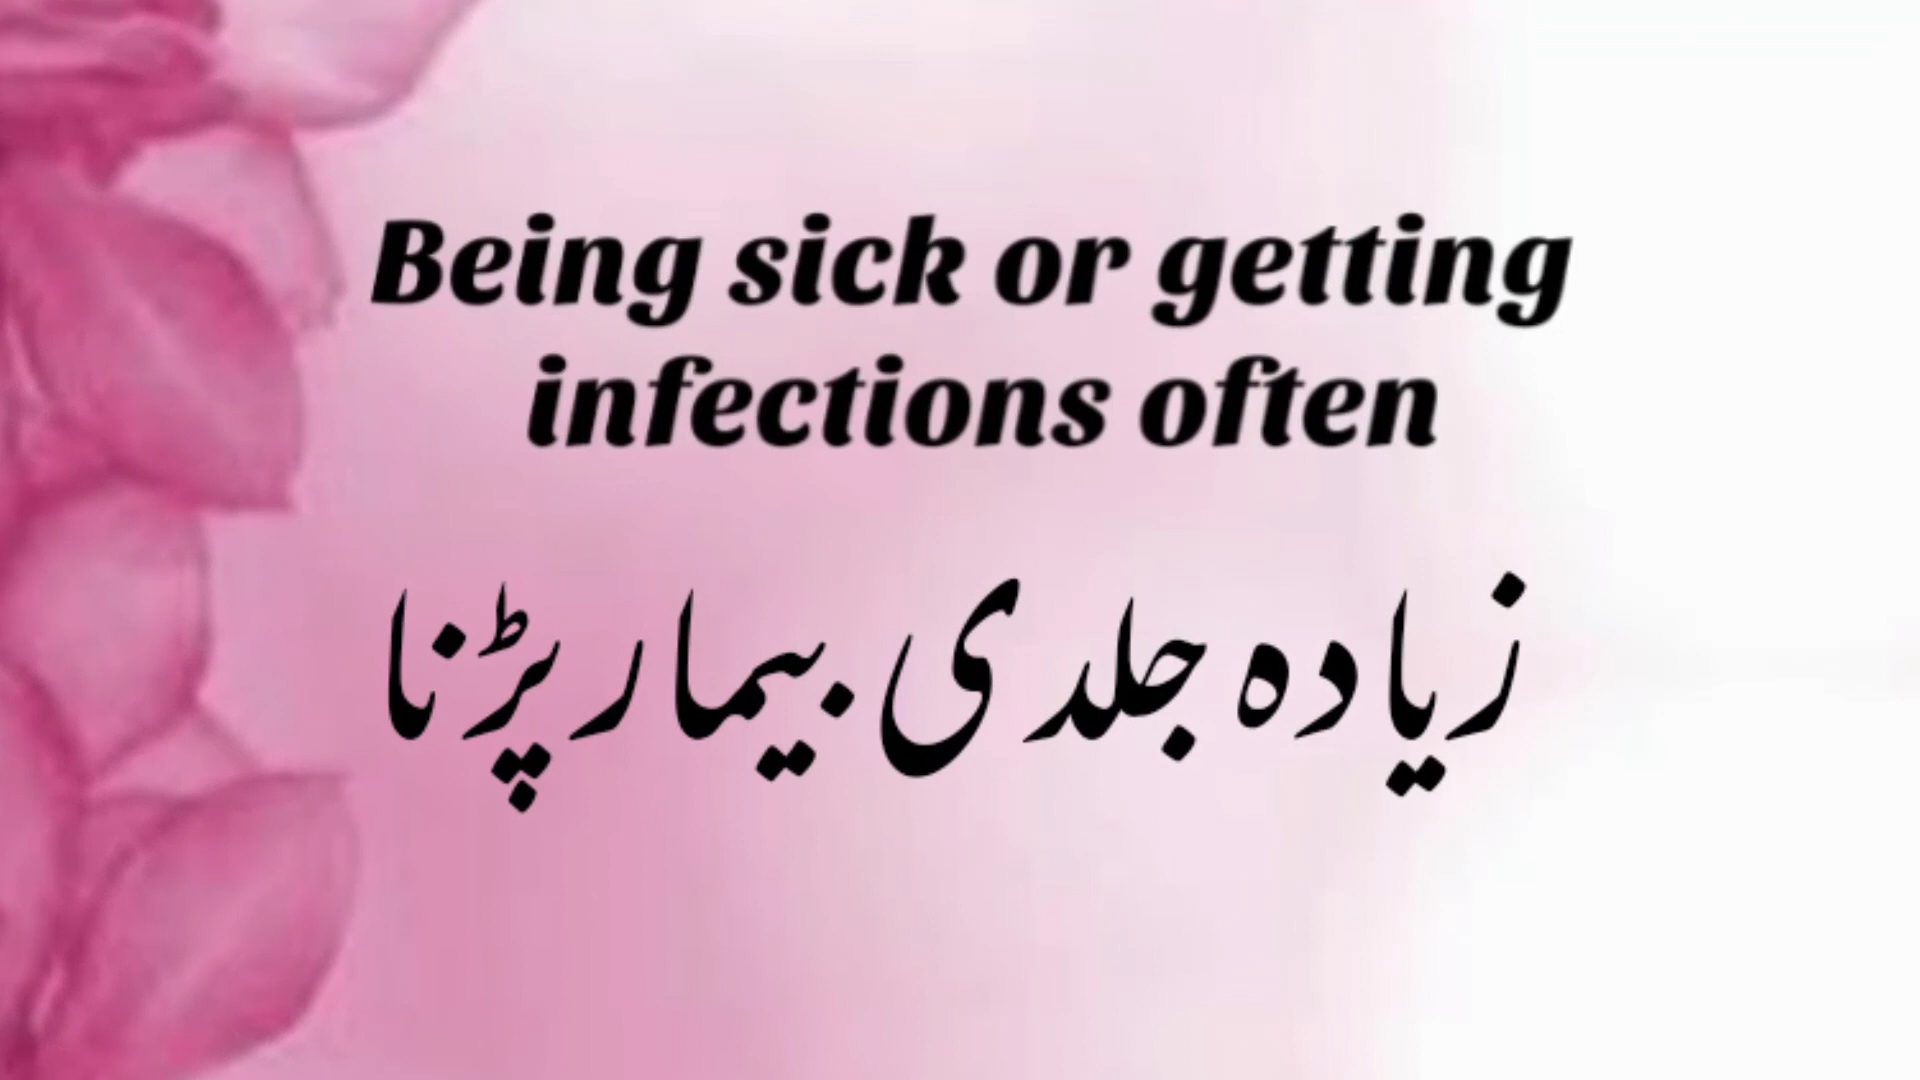 Being sick or getting
infections often
زیادہ جلدی بیمار پڑنا